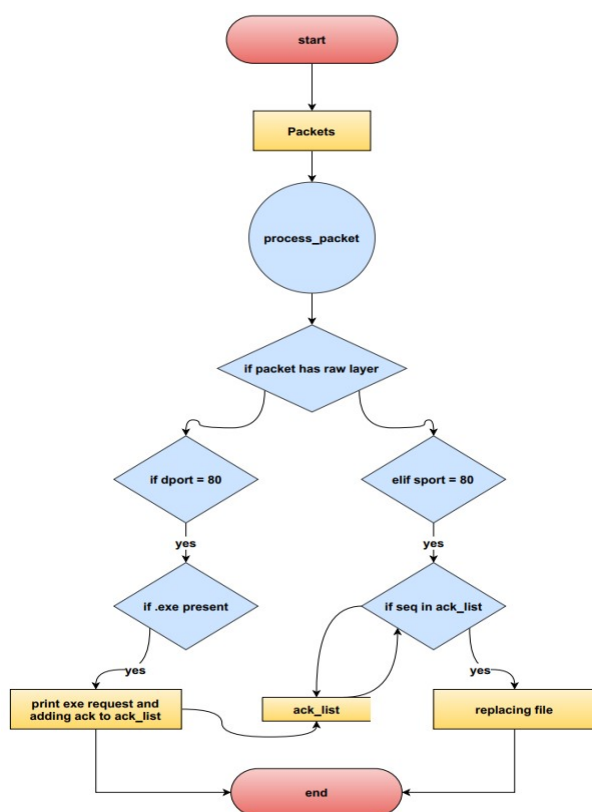 start
Packets
process_packet
if packet has raw layer
if dport = 80
elif sport = 80
yes
yes
if .exe present
if seq in ack_list
yes
yes
print exe request and
adding ack to ack_list
ack_list
replacing file
end